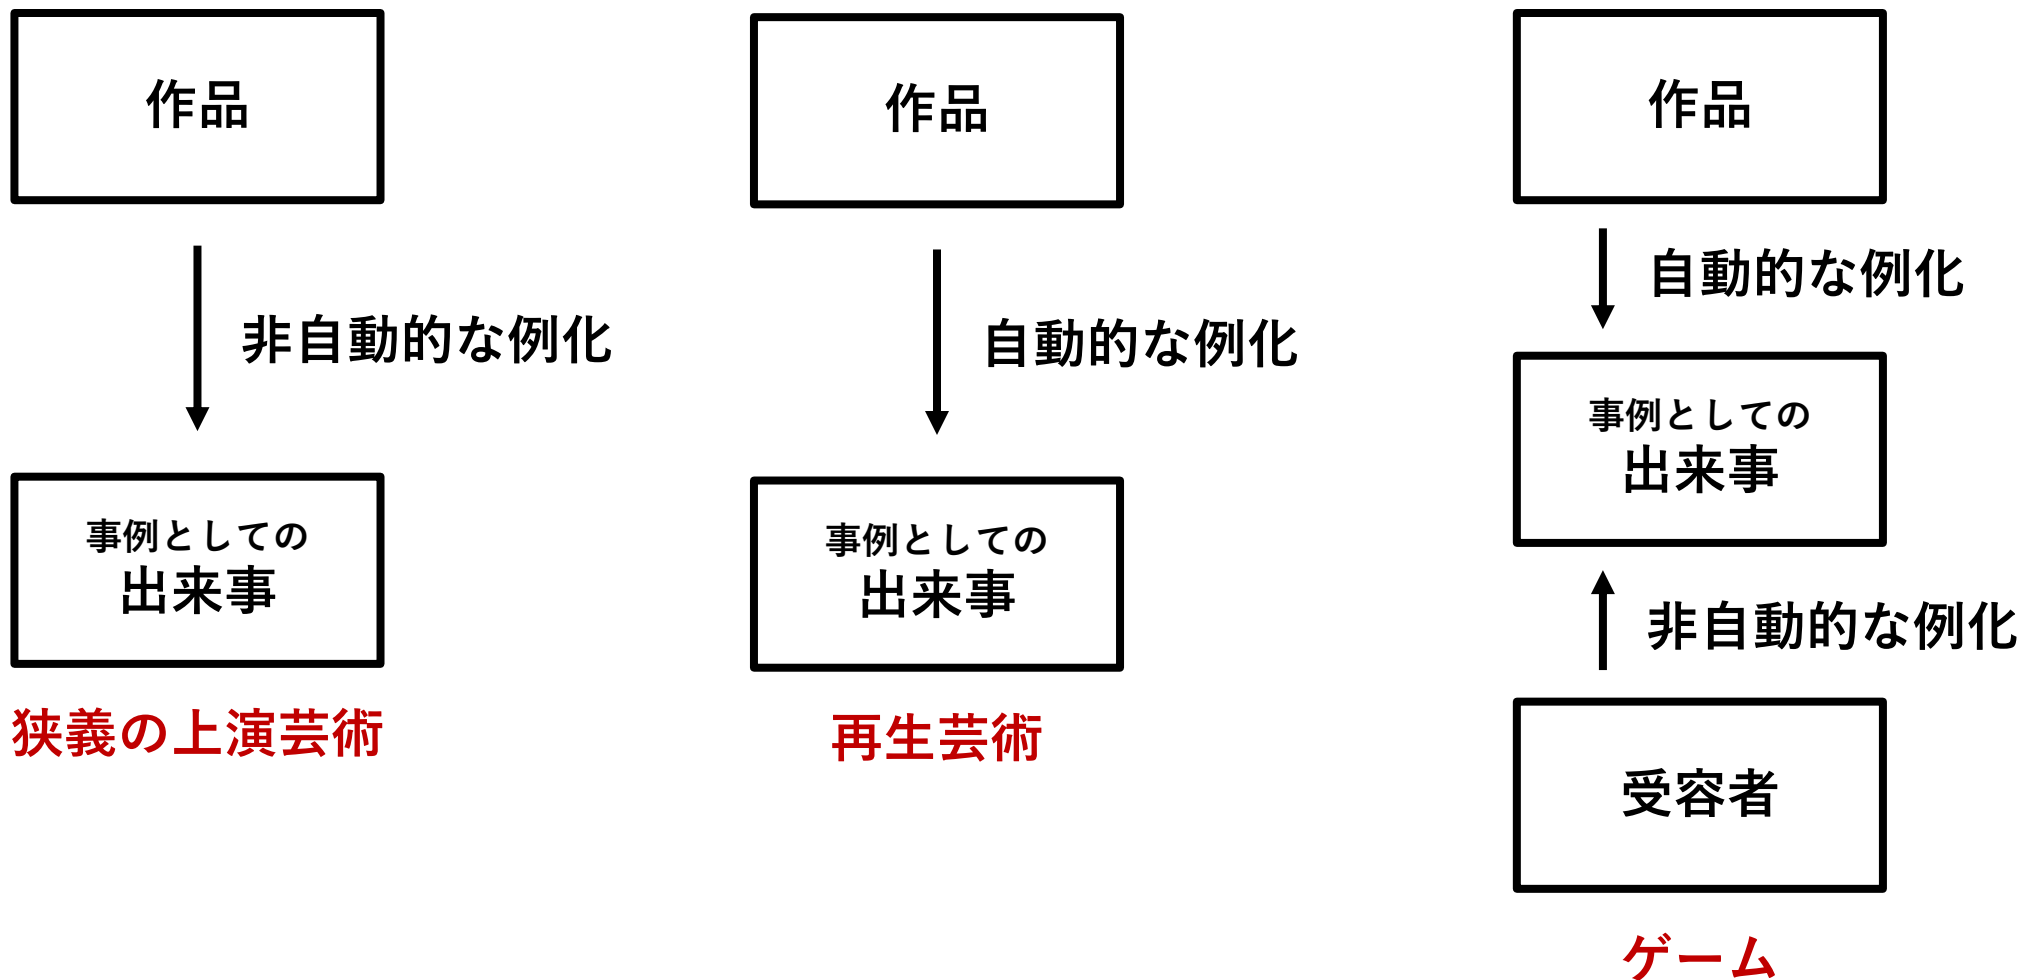 作品
非自動的な例化
事例としての
出来事
狭義の上演芸術
作品
自動的な例化
事例としての
出来事
再生芸術
作品
自動的な例化
事例としての
出来事
非自動的な例化
受容者
ゲーム